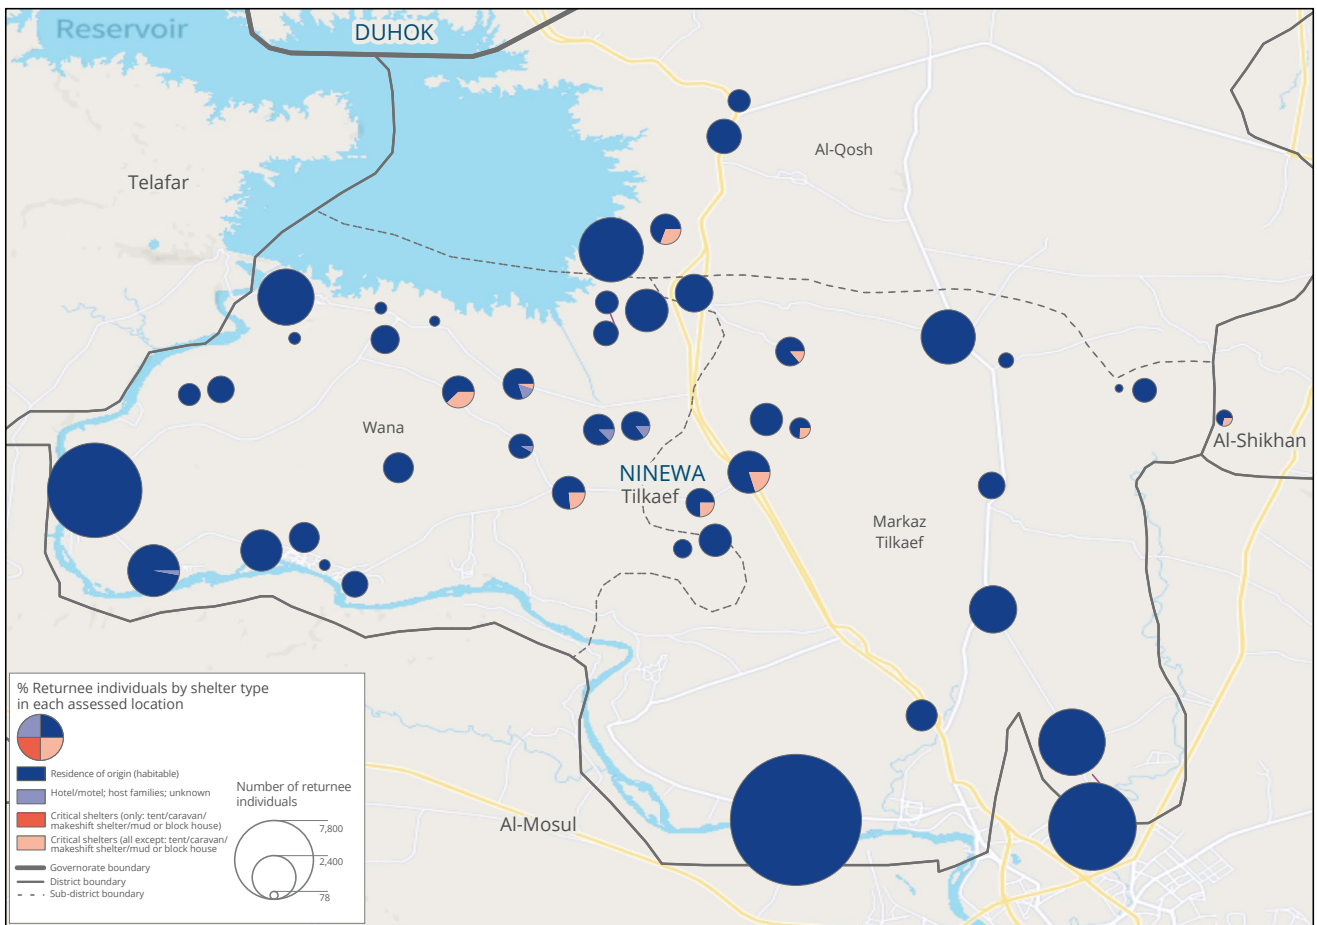 Reservoir
DUHOK
Al-Qosh
Telafar
Wana
Al-Shikhan
NINEWA
Tilkaef
Markaz
Tilkaef
Al-Mosul
% Returnee individuals by shelter type
in each assessed location
Residence of origin (habitable)
Hotel/motel; host families; unknown
Critical shelters (only: tent/caravan/
makeshift shelter/mud or block house)
Critical shelters (all except: tent/caravan/
makeshift shelter/mud or block house
Governorate boundary
District boundary
Sub-district boundary
Number of returnee
individuals
7,800
2,400
78